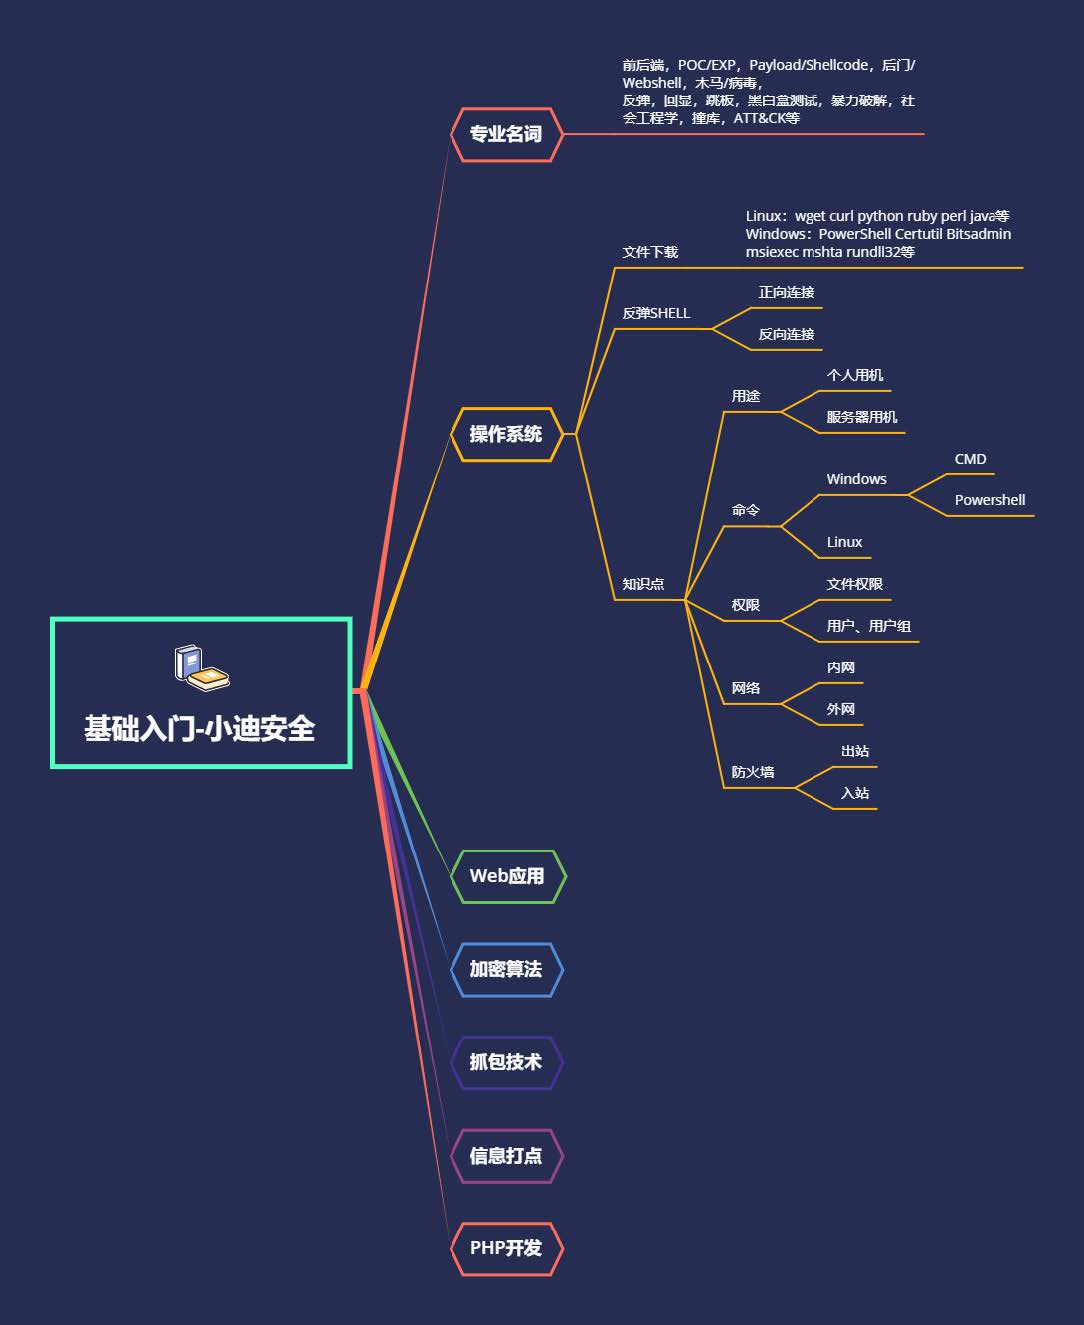 前后端，POC/EXP，Payload/Shellcode，后门/
Webshell，木马/病毒，
反弹，回显，跳板，黑白盒测试，暴力破解，社
会工程学，撞库，ATT&CK等
专业名词
Linux：wget curl python ruby perl java等
Windows：PowerShell Certutil Bitsadmin
msiexec mshta rundll32等
文件下载
正向连接
反弹SHELL
反向连接
个人用机
用途
服务器用机
操作系统
CMD
Windows
Powershell
命令
Linux
知识点
文件权限
权限
用户、用户组
内网
网络
外网
出站
防火墙
入站
基础入门-小迪安全
Web应用
加密算法
抓包技术
信息打点
PHP开发